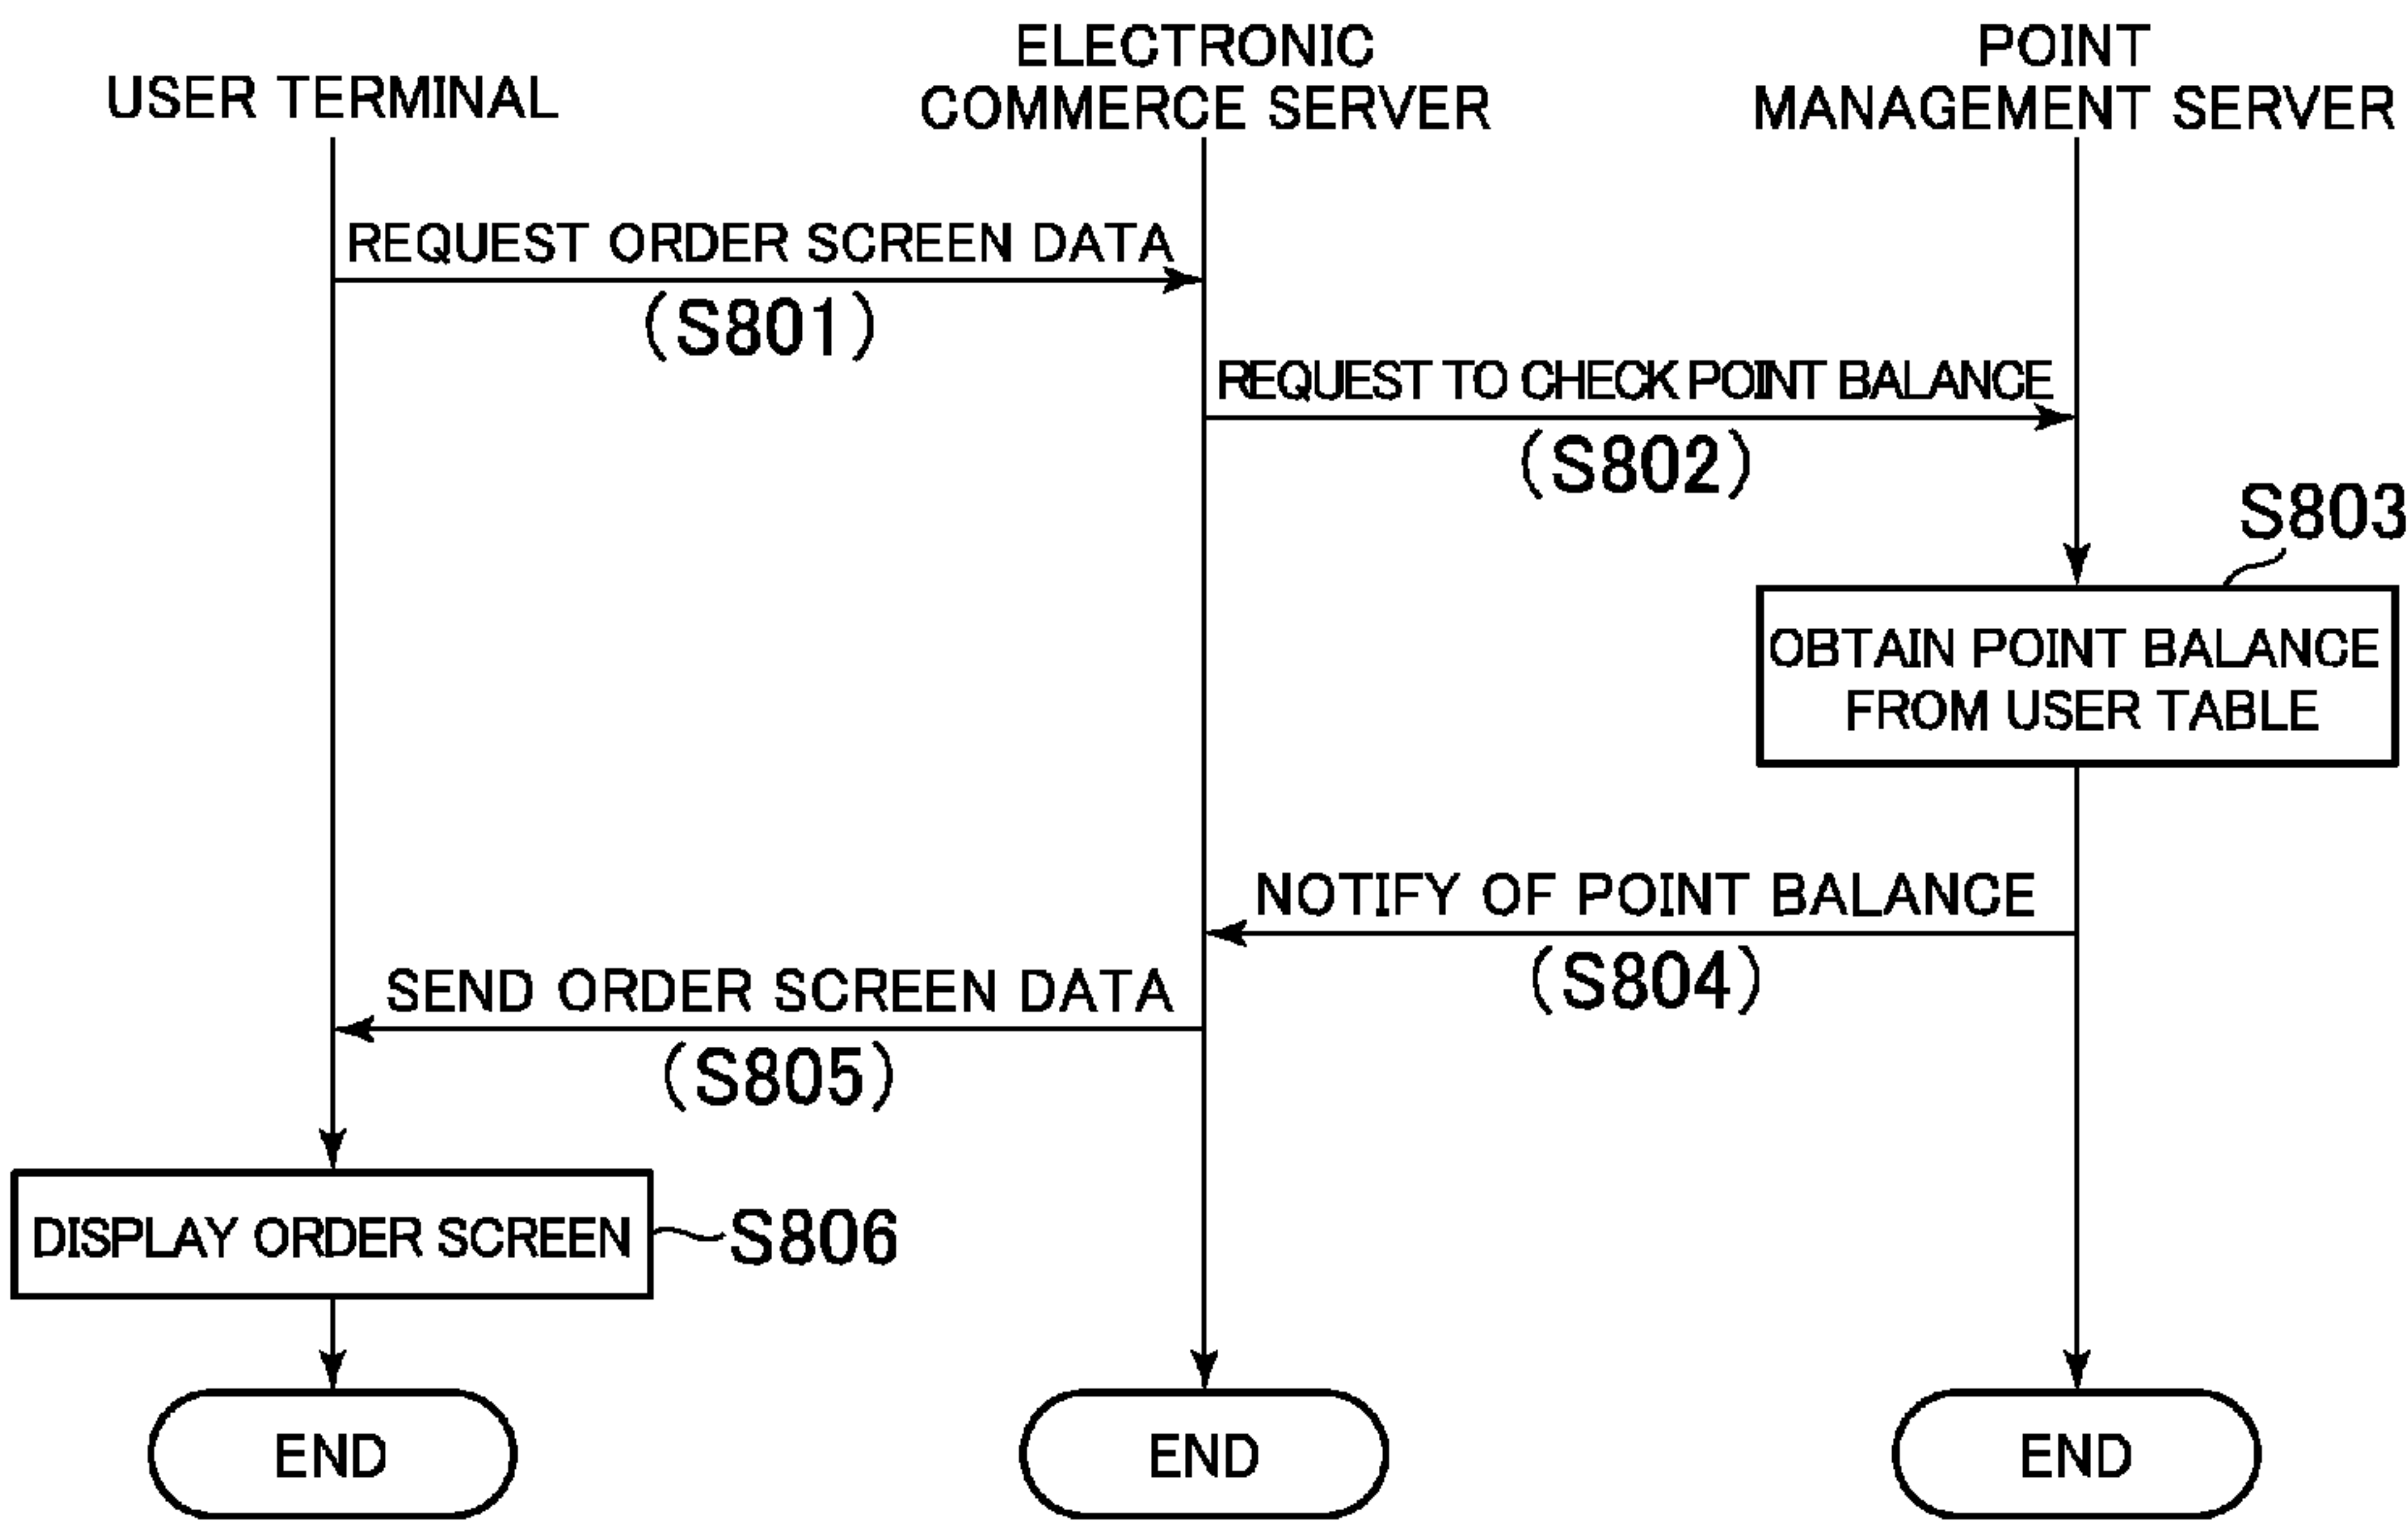 USER TERMINAL
ELECTRONIC
COMMERCE SERVER
POINT
MANAGEMENT SERVER
REQUEST ORDER SCREEN DATA
(S801)
REQUEST TO CHECK POINT BALANCE
(S802)
S803
OBTAIN POINT BALANCE
FROM USER TABLE
NOTIFY OF POINT BALANCE
(S804)
SEND ORDER SCREEN DATA
(S805)
DISPLAY ORDER SCREEN
S806
END
END
END